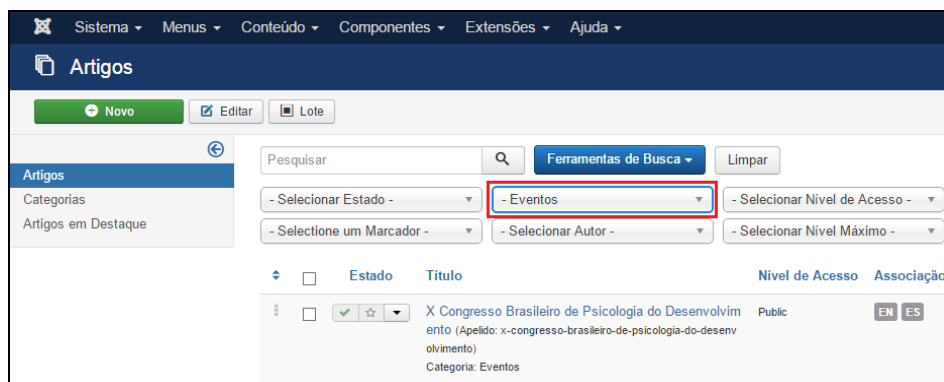 Sistema Menus Conteúdo Componentes Extensões Ajuda
Artigos
Novo Editar Lote
Pesquisar Ferramentas de Busca Limpar
Artigos
Categorias
Artigos em Destaque
- Selecionar Estado - - Eventos - Selecionar Nível de Acesso -
- Selectione um Marcador - - Selecionar Autor - - Selecionar Nível Máximo -
Estado Título Nível de Acesso Associação
X Congresso Brasileiro de Psicologia do Desenvolvim Public EN ES
ento (Apelido: x-congresso-brasileiro-de-psicologia-do-desenv
olvimento)
Categoria: Eventos